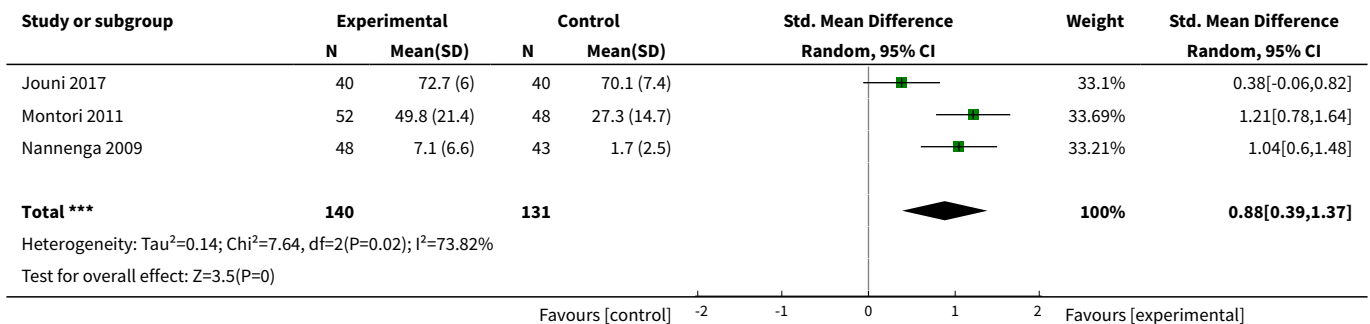 Study or subgroup Experimental Control Std. Mean Difference Weight Std. Mean Difference
N Mean(SD) N Mean(SD) Random, 95% CI Random, 95% CI
Jouni 2017 40 72.7 (6) 40 70.1 (7.4) 33.1% 0.38[-0.06,0.82]
Montori 2011 52 49.8 (21.4) 48 27.3 (14.7) 33.69% 1.21[0.78,1.64]
Nannenga 2009 48 7.1 (6.6) 43 1.7 (2.5) 33.21% 1.04[0.6,1.48]
Total *** 140 131 100% 0.88[0.39,1.37]
Heterogeneity: Tau²=0.14; Chi²=7.64, df=2(P=0.02); I²=73.82%
Test for overall effect: Z=3.5(P=0)
Favours [control] -2 -1 0 1 2 Favours [experimental]